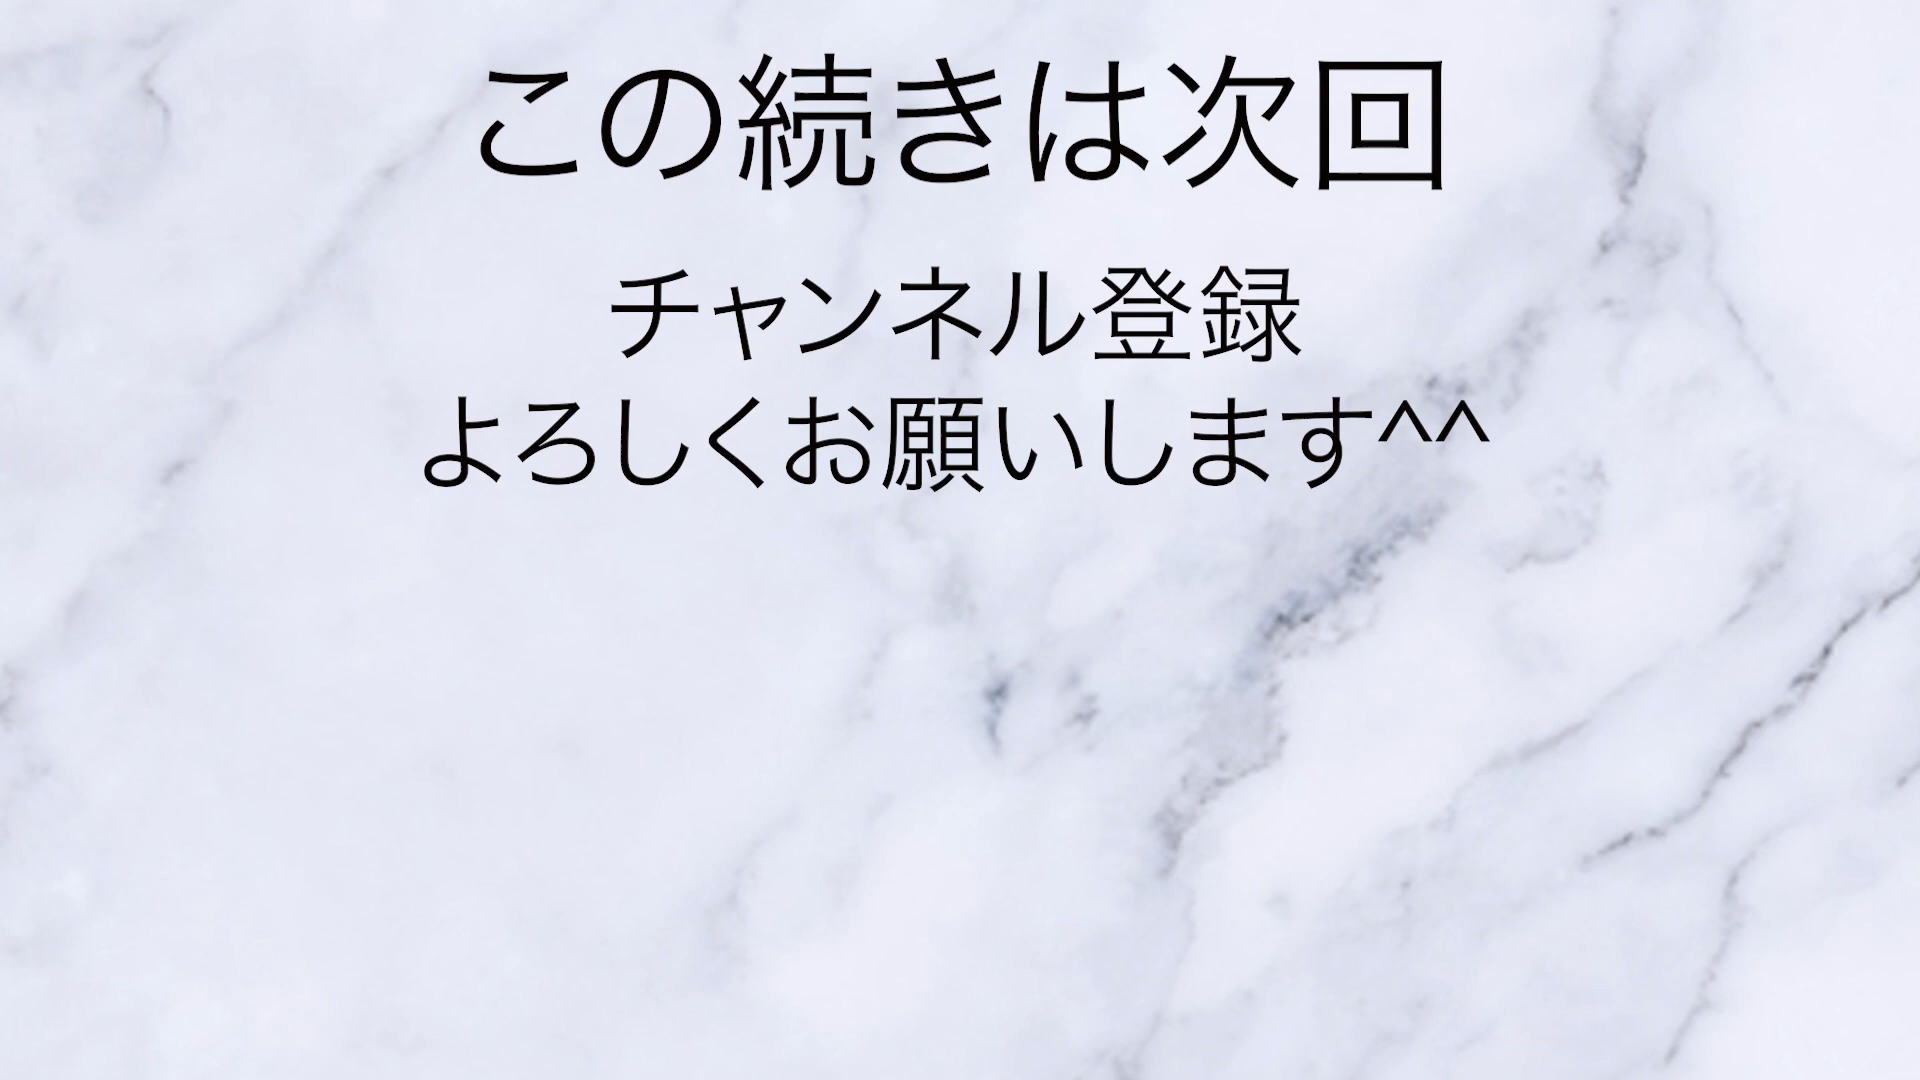 この続きは次回
チャンネル登録
よろしくお願いします^^